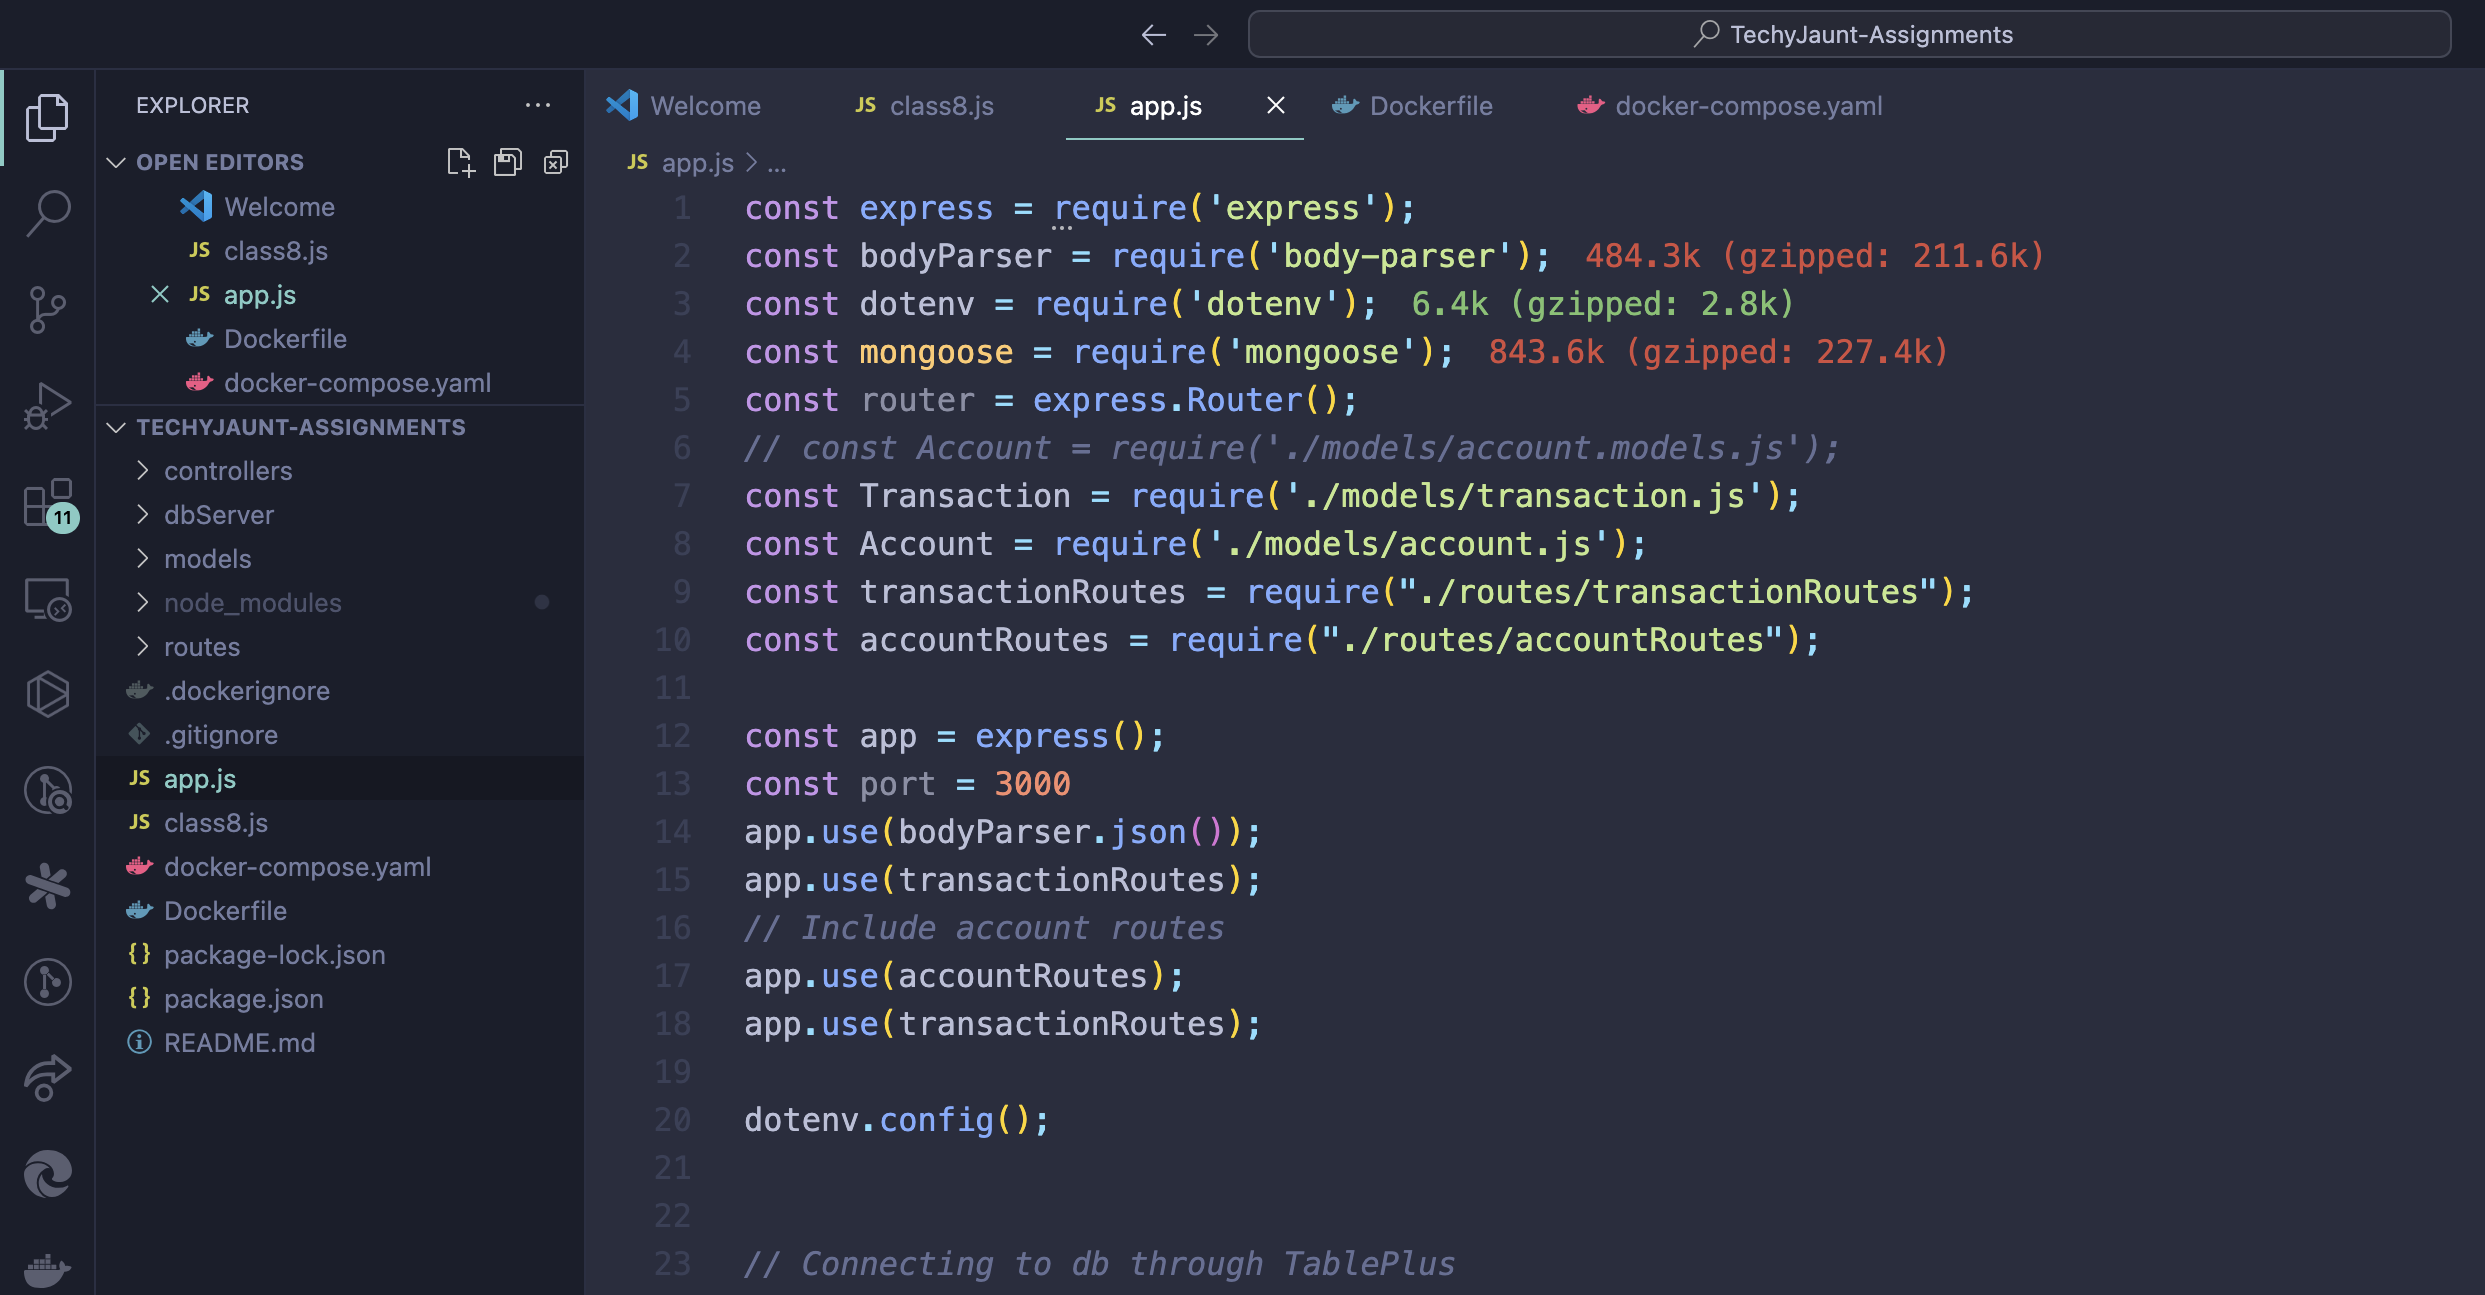 TechyJaunt-Assignments
EXPLORER
OPEN EDITORS
Welcome
JS class8.js
JS app.js
Dockerfile
docker-compose.yaml
TECHYJAUNT-ASSIGNMENTS
controllers
dbServer
models
node_modules
routes
.dockerignore
.gitignore
JS app.js
JS class8.js
docker-compose.yaml
Dockerfile
{} package-lock.json
{} package.json
README.md
11
Welcome
JS class8.js
JS app.js
Dockerfile
docker-compose.yaml
JS app.js > ...
1 const express = require('express');
2 const bodyParser = require('body-parser'); 484.3k (gzipped: 211.6k)
3 const dotenv = require('dotenv'); 6.4k (gzipped: 2.8k)
4 const mongoose = require('mongoose'); 843.6k (gzipped: 227.4k)
5 const router = express.Router();
6 // const Account = require('./models/account.models.js');
7 const Transaction = require('./models/transaction.js');
8 const Account = require('./models/account.js');
9 const transactionRoutes = require("./routes/transactionRoutes");
10 const accountRoutes = require("./routes/accountRoutes");
11
12 const app = express();
13 const port = 3000
14 app.use(bodyParser.json());
15 app.use(transactionRoutes);
16 // Include account routes
17 app.use(accountRoutes);
18 app.use(transactionRoutes);
19
20 dotenv.config();
21
22
23 // Connecting to db through TablePlus